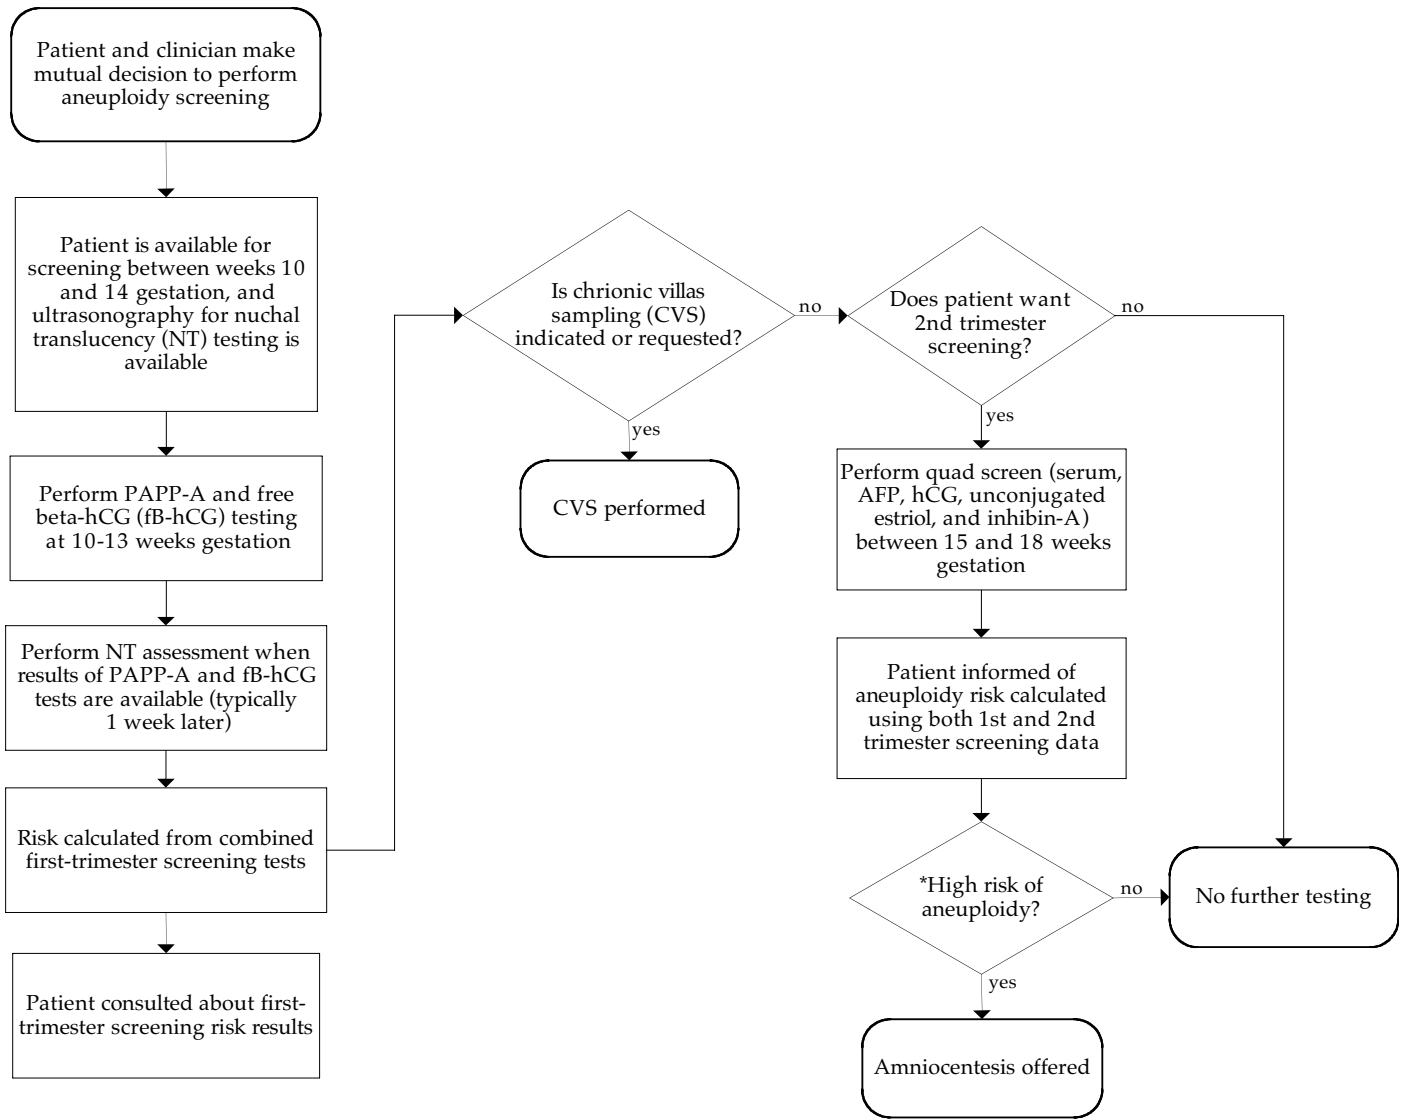 Patient and clinician make
mutual decision to perform
aneuploidy screening
Patient is available for
screening between weeks 10
and 14 gestation, and
ultrasonography for nuchal
translucency (NT) testing is
available
Perform PAPP-A and free
beta-hCG (fB-hCG) testing
at 10-13 weeks gestation
Perform NT assessment when
results of PAPP-A and fB-hCG
tests are available (typically
1 week later)
Risk calculated from combined
first-trimester screening tests
Patient consulted about first-
trimester screening risk results
Is chrionic villas
sampling (CVS)
indicated or requested?
no
yes
CVS performed
Does patient want
2nd trimester
screening?
no
yes
Perform quad screen (serum,
AFP, hCG, unconjugated
estriol, and inhibin-A)
between 15 and 18 weeks
gestation
Patient informed of
aneuploidy risk calculated
using both 1st and 2nd
trimester screening data
*High risk of
aneuploidy?
no
yes
No further testing
Amniocentesis offered